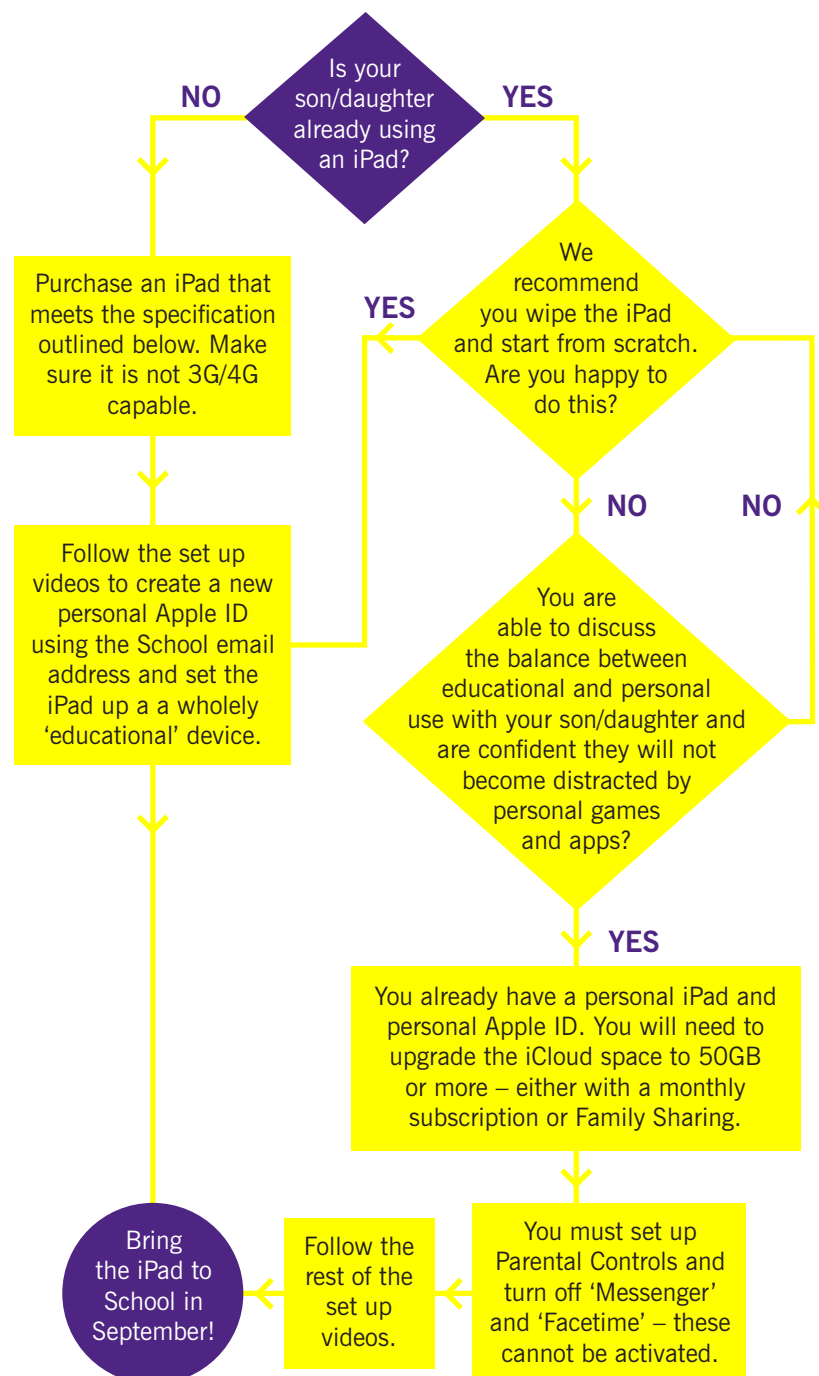 Is your
son/daughter
already using
an iPad?
NO
YES
Purchase an iPad that
meets the specification
outlined below. Make
sure it is not 3G/4G
capable.
We
recommend
you wipe the iPad
and start from scratch.
Are you happy to
do this?
YES
NO
NO
Follow the set up
videos to create a new
personal Apple ID
using the School email
address and set the
iPad up a a wholely
‘educational’ device.
You are
able to discuss
the balance between
educational and personal
use with your son/daughter and
are confident they will not
become distracted by
personal games
and apps?
YES
You already have a personal iPad and
personal Apple ID. You will need to
upgrade the iCloud space to 50GB
or more – either with a monthly
subscription or Family Sharing.
You must set up
Parental Controls and
turn off ‘Messenger’
and ‘Facetime’ – these
cannot be activated.
Follow the
rest of the
set up
videos.
Bring
the iPad to
School in
September!